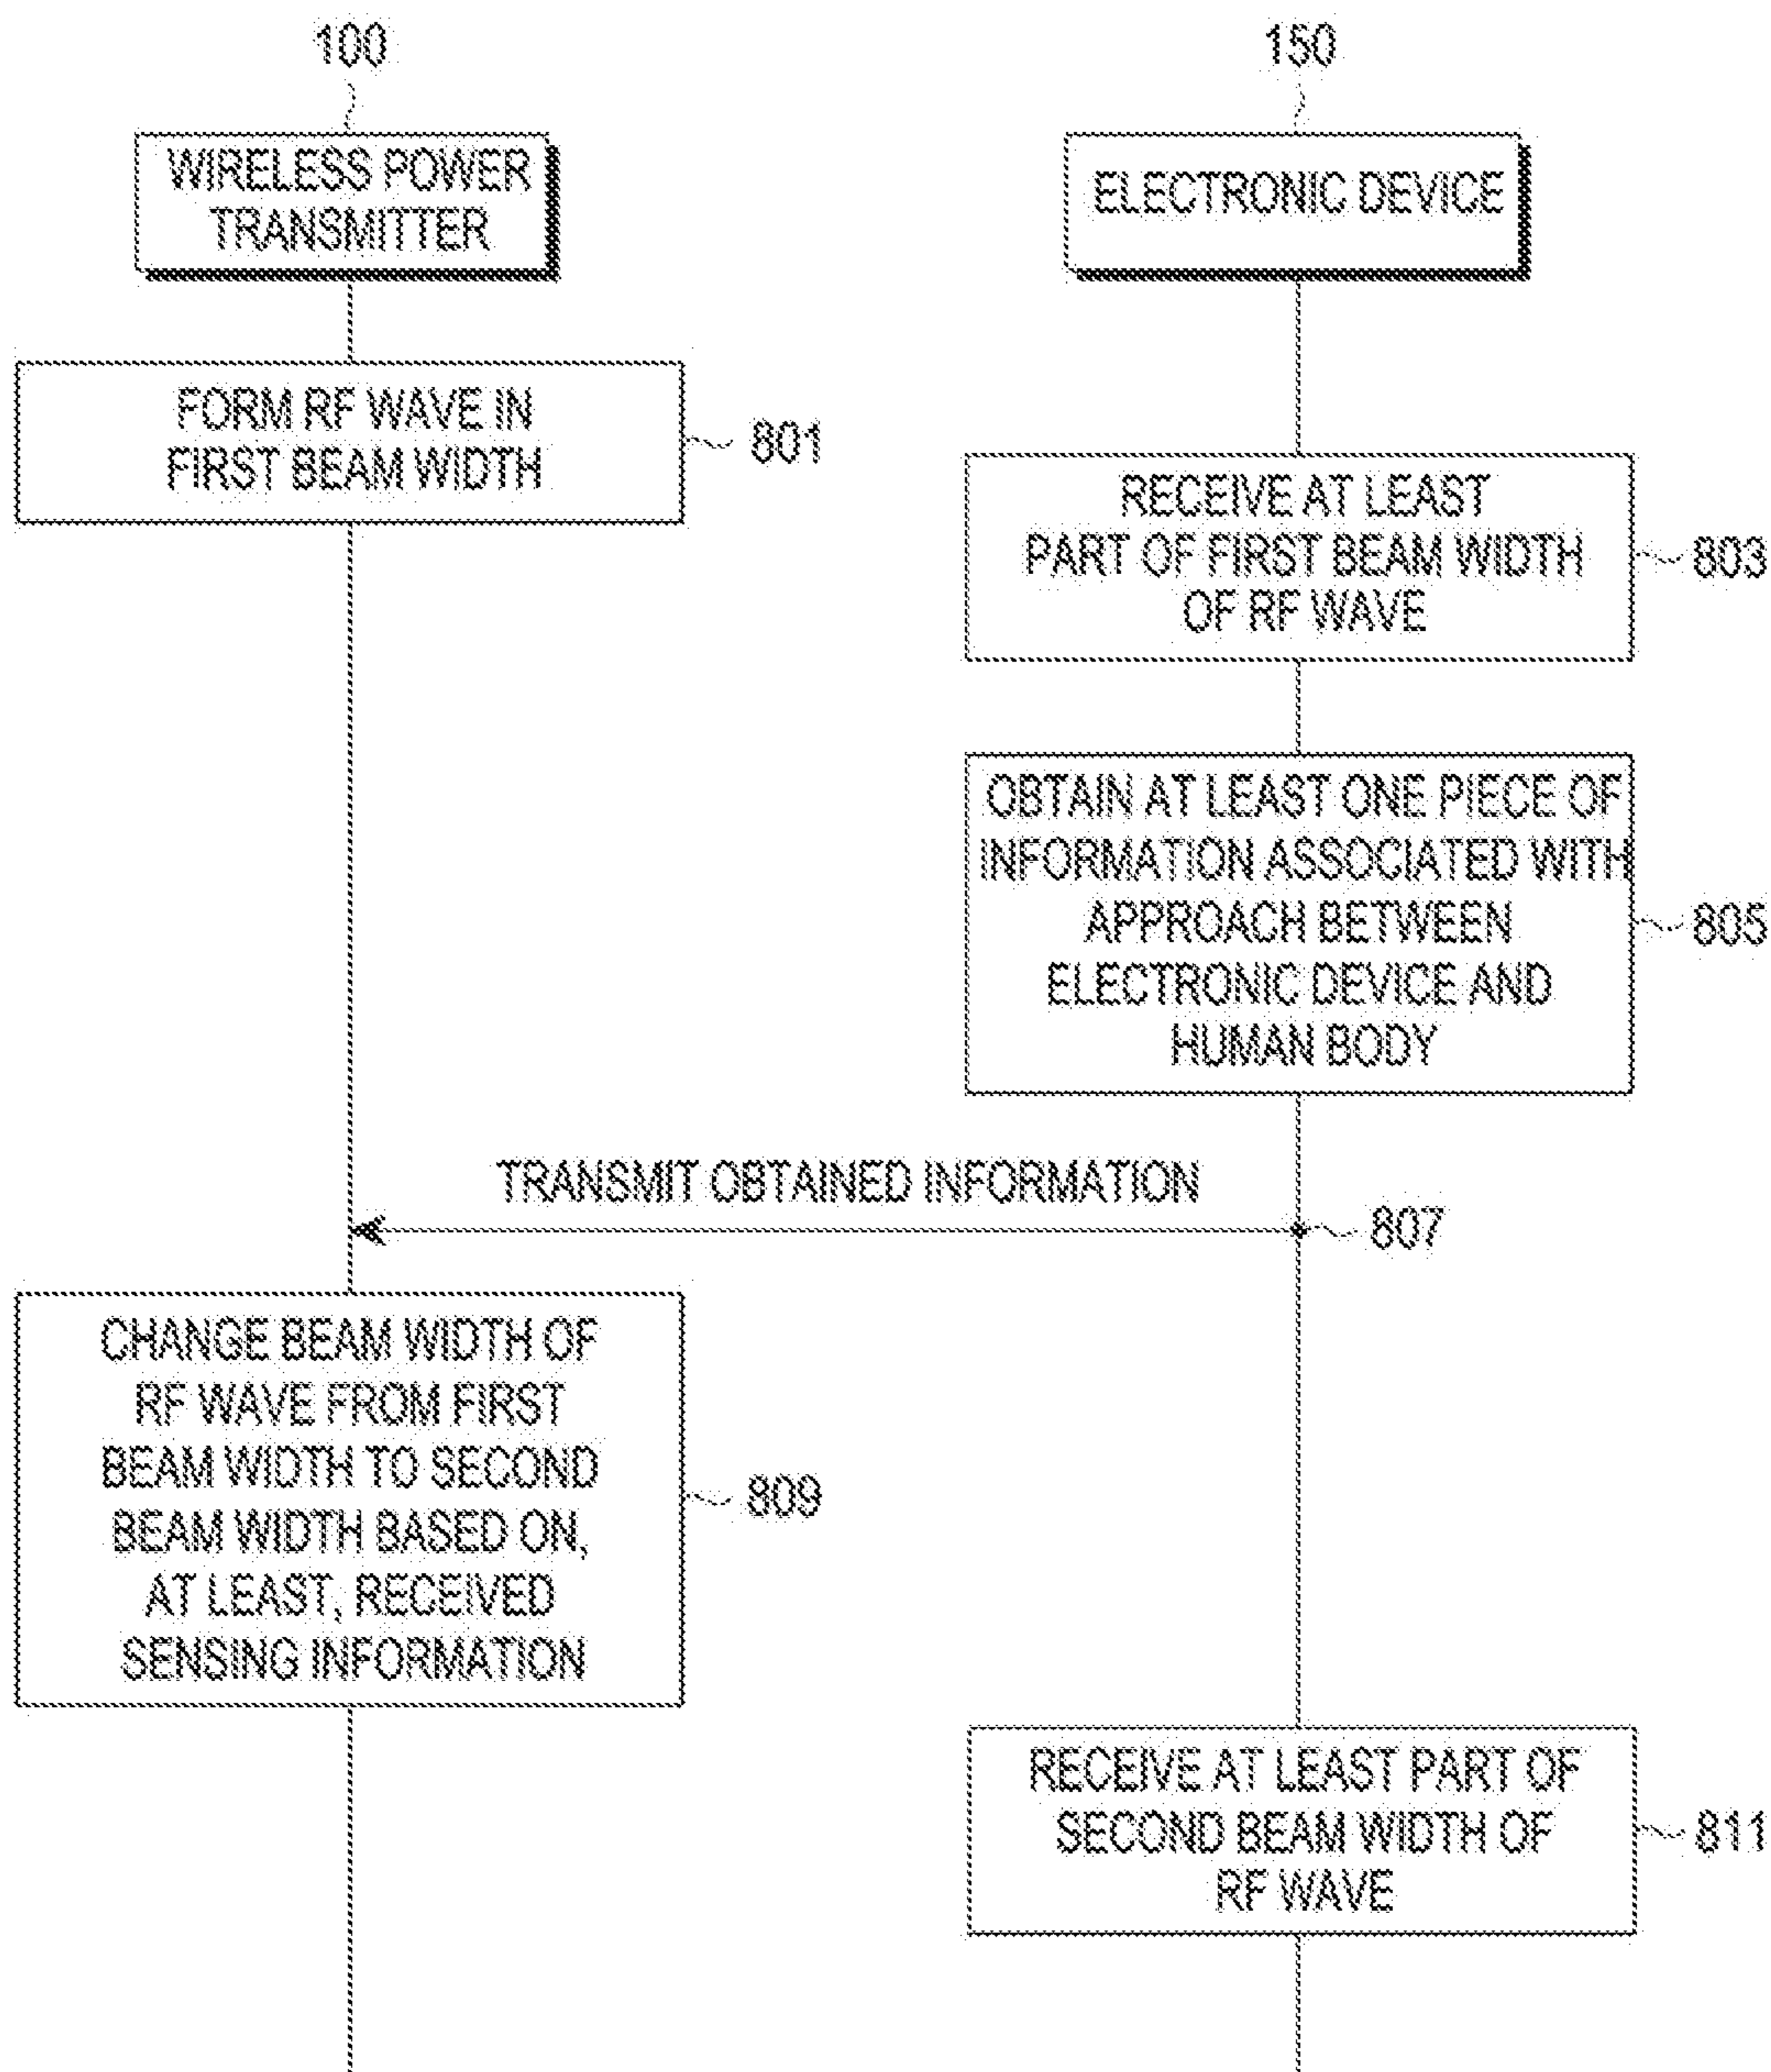 100
150
WIRELESS POWER
TRANSMITTER
ELECTRONIC DEVICE
FORM RF WAVE IN
FIRST BEAM WIDTH
801
RECEIVE AT LEAST
PART OF FIRST BEAM WIDTH
OF RF WAVE
803
OBTAIN AT LEAST ONE PIECE OF
INFORMATION ASSOCIATED WITH
APPROACH BETWEEN
ELECTRONIC DEVICE AND
HUMAN BODY
805
TRANSMIT OBTAINED INFORMATION
807
CHANGE BEAM WIDTH OF
RF WAVE FROM FIRST
BEAM WIDTH TO SECOND
BEAM WIDTH BASED ON,
AT LEAST, RECEIVED
SENSING INFORMATION
809
RECEIVE AT LEAST PART OF
SECOND BEAM WIDTH OF
RF WAVE
811